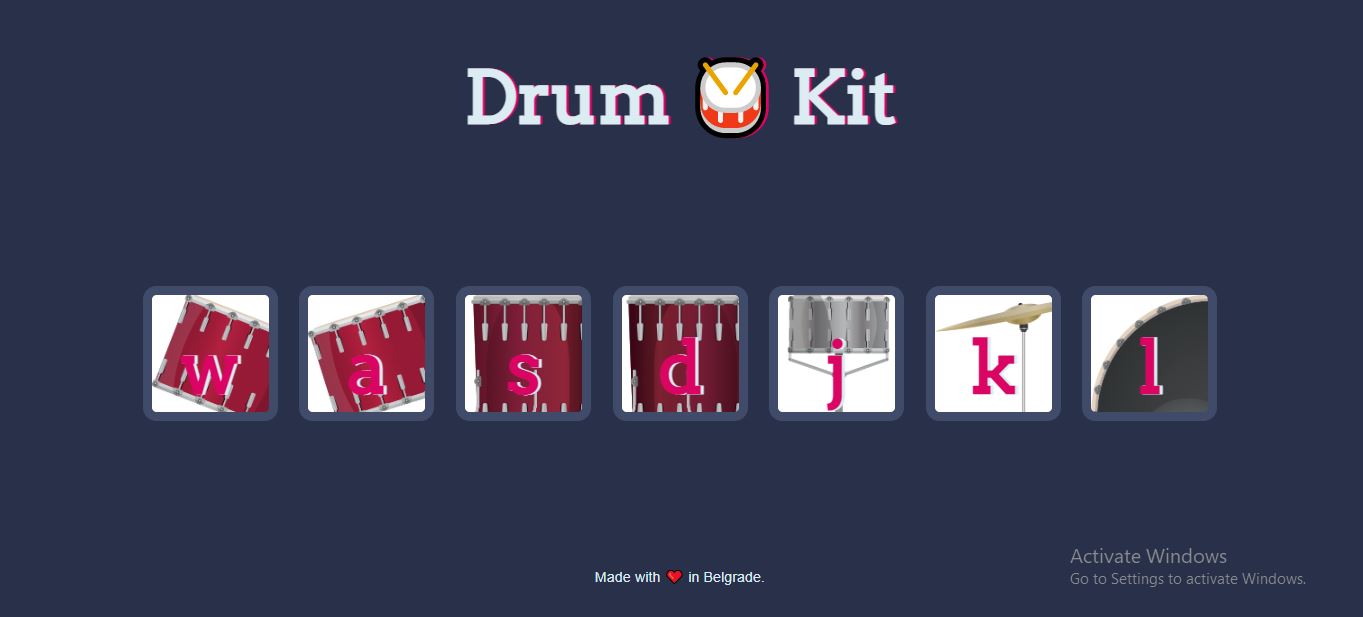 Drum 🥁 Kit
w a s d j k l
Made with ❤️ in Belgrade.
Activate Windows
Go to Settings to activate Windows.